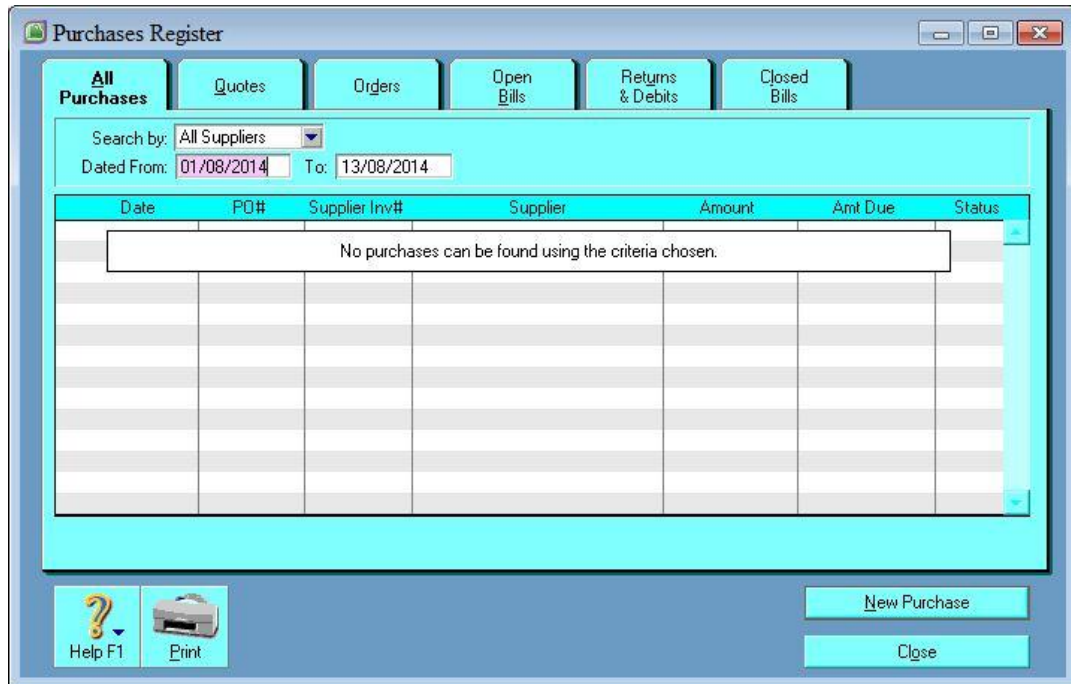 Purchases Register
All Purchases
Quotes
Orders
Open Bills
Returns & Debits
Closed Bills
Search by: All Suppliers
Dated From: 01/08/2014 To: 13/08/2014
Date PO# Supplier Inv# Supplier Amount Amt Due Status
No purchases can be found using the criteria chosen.
Help F1
Print
New Purchase
Close